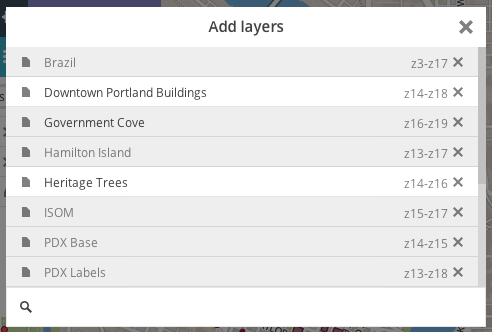 Add layers
Brazil z3-z17
Downtown Portland Buildings z14-z18
Government Cove z16-z19
Hamilton Island z13-z17
Heritage Trees z14-z16
ISOM z15-z17
PDX Base z14-z15
PDX Labels z13-z18